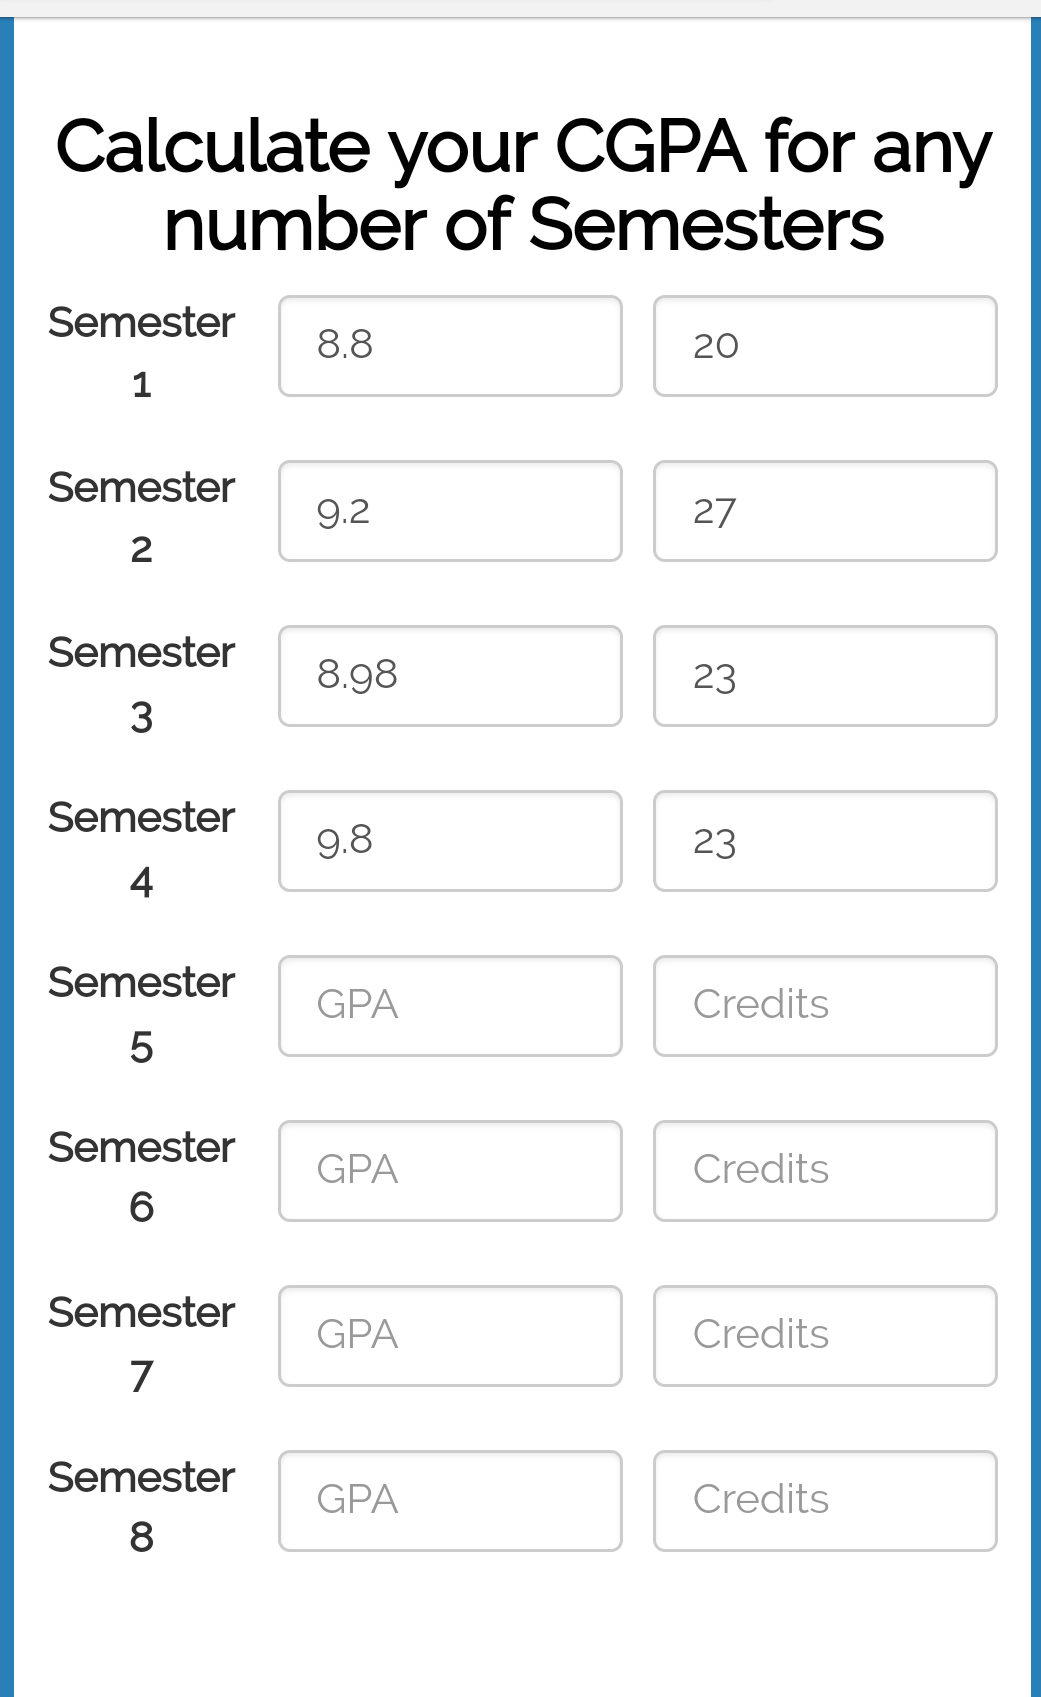 Calculate your CGPA for any
number of Semesters
Semester
1
8.8
20
Semester
2
9.2
27
Semester
3
8.98
23
Semester
4
9.8
23
Semester
5
GPA
Credits
Semester
6
GPA
Credits
Semester
7
GPA
Credits
Semester
8
GPA
Credits